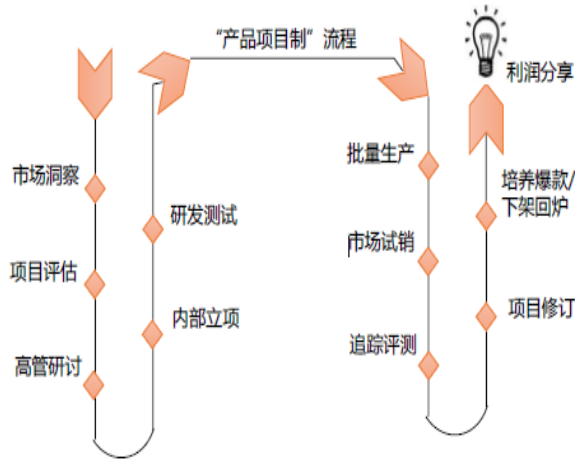 “产品项目制”流程
市场洞察
项目评估
高管研讨
内部立项
研发测试
批量生产
市场试销
追踪评测
项目修订
培养爆款/
下架回炉
利润分享